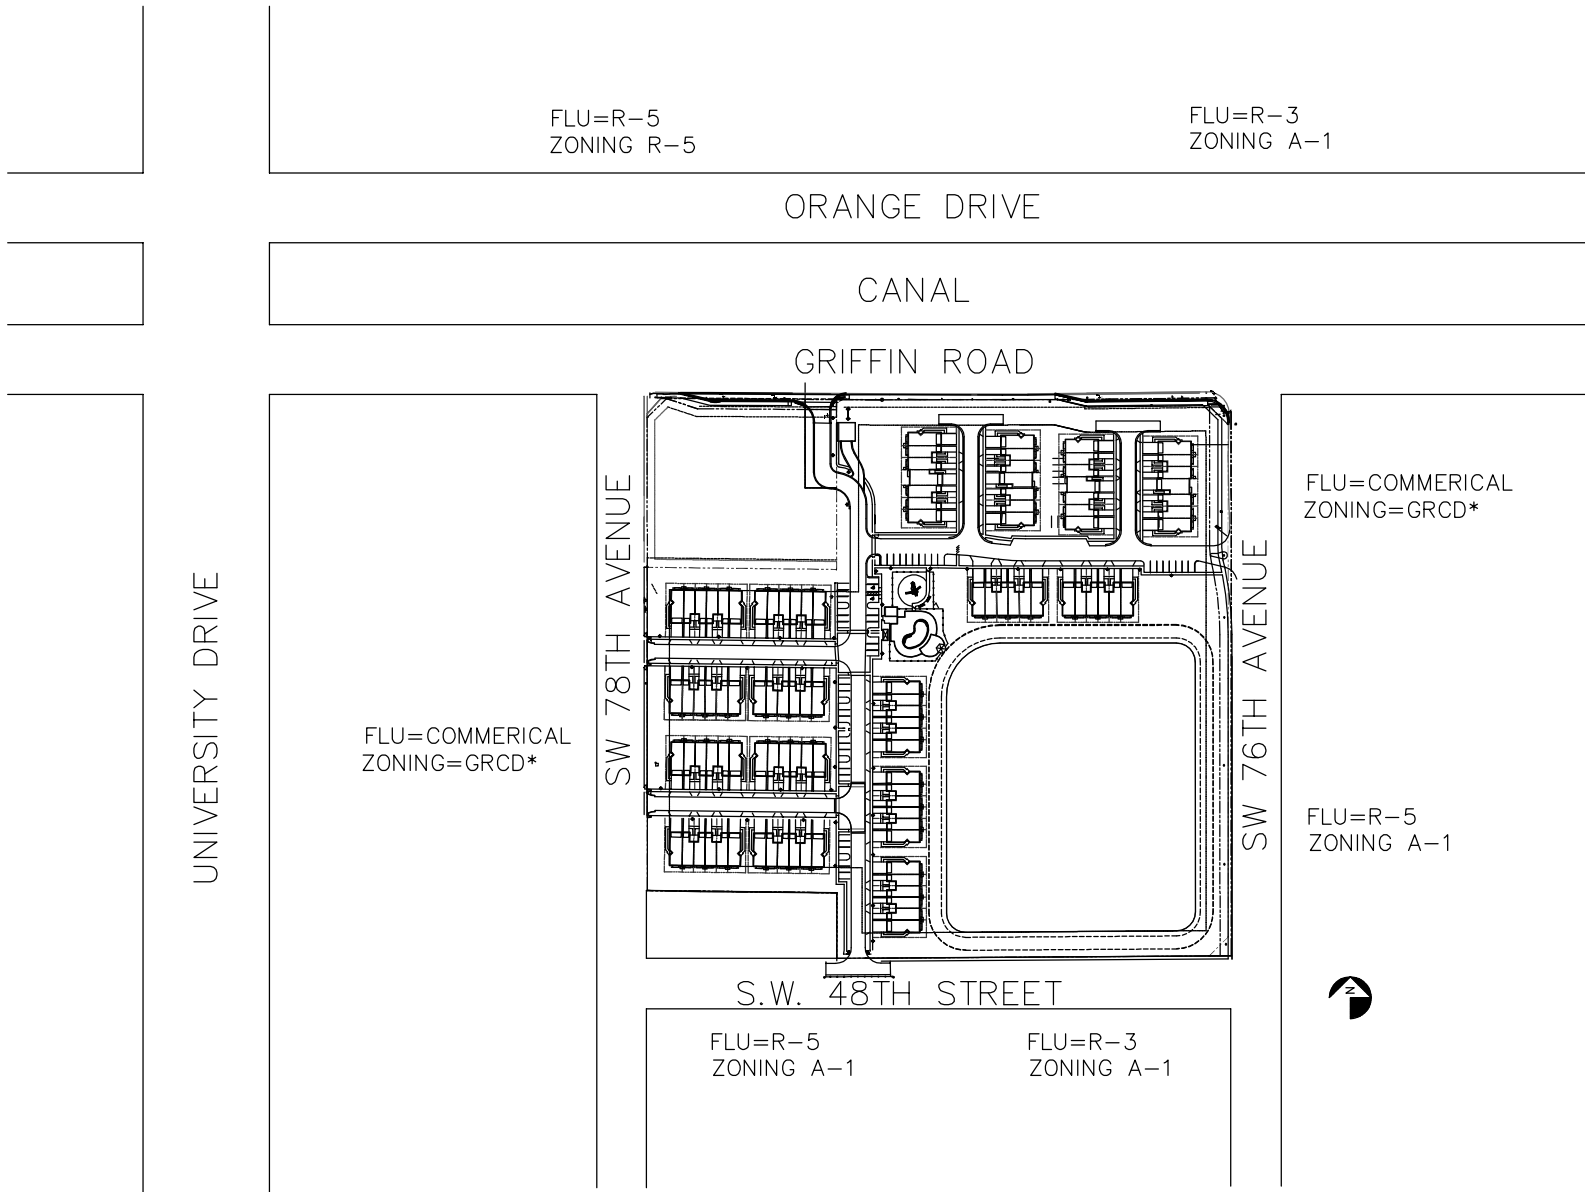 FLU=R-5
ZONING R-5
FLU=R-3
ZONING A-1
ORANGE DRIVE
CANAL
GRIFFIN ROAD
UNIVERSITY DRIVE
SW 78TH AVENUE
SW 76TH AVENUE
FLU=COMMERICAL
ZONING=GRCD*
FLU=COMMERICAL
ZONING=GRCD*
FLU=R-5
ZONING A-1
S.W. 48TH STREET
N
FLU=R-5
ZONING A-1
FLU=R-3
ZONING A-1